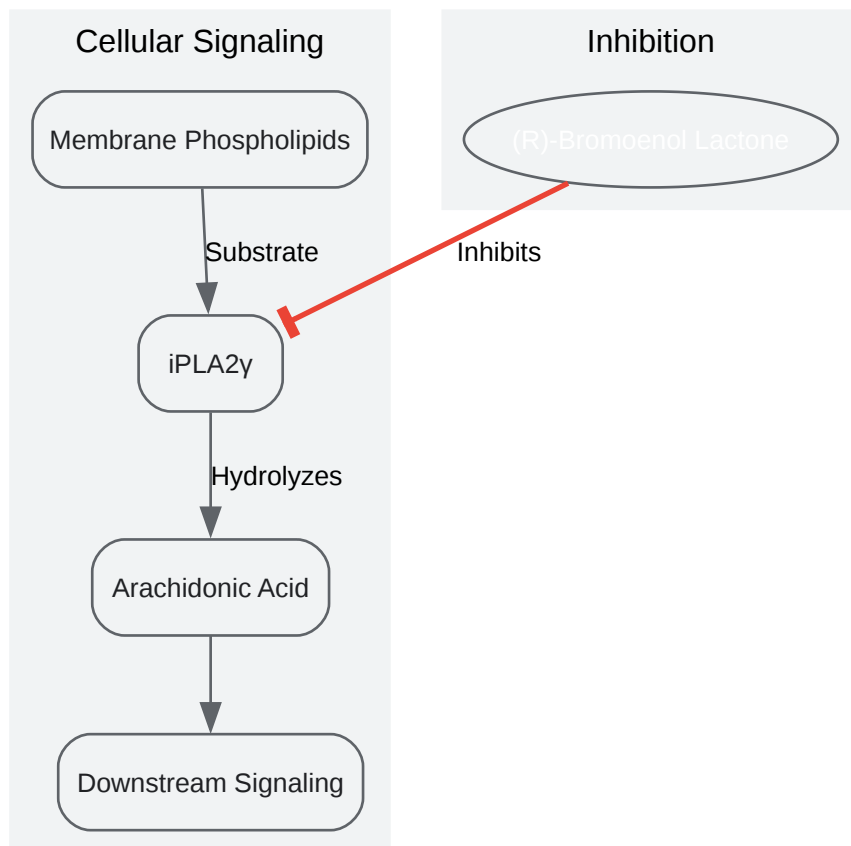 Cellular Signaling
Inhibition
Membrane Phospholipids
(R)-Bromoenol Lactone
Substrate
Inhibits
iPLA2γ
Hydrolyzes
Arachidonic Acid
Downstream Signaling